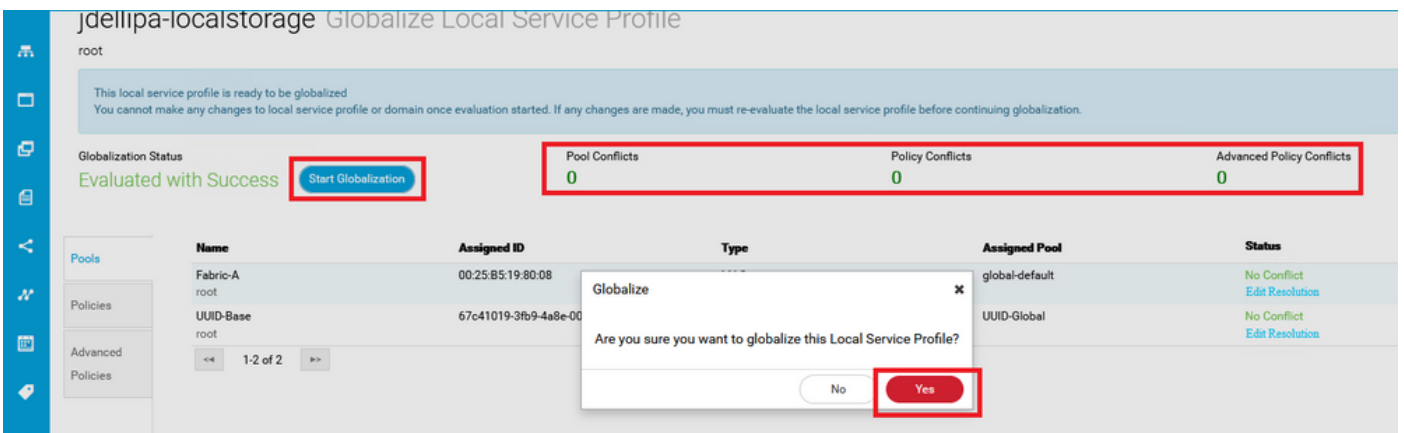 jdellipa-localstorage Globalize Local Service Profile
root
This local service profile is ready to be globalized
You cannot make any changes to local service profile or domain once evaluation started. If any changes are made, you must re-evaluate the local service profile before continuing globalization.
Globalization Status
Evaluated with Success
Start Globalization
Pool Conflicts
0
Policy Conflicts
0
Advanced Policy Conflicts
0
Pools
Policies
Advanced
Policies
Name Assigned ID Type Assigned Pool Status
Fabric-A 00:25:B5:19:80:08 global-default No Conflict
root Edit Resolution
UUID-Base 67c41019-3fb9-4a8e-00 UUID-Global No Conflict
root Edit Resolution
1-2 of 2
Globalize
Are you sure you want to globalize this Local Service Profile?
No Yes